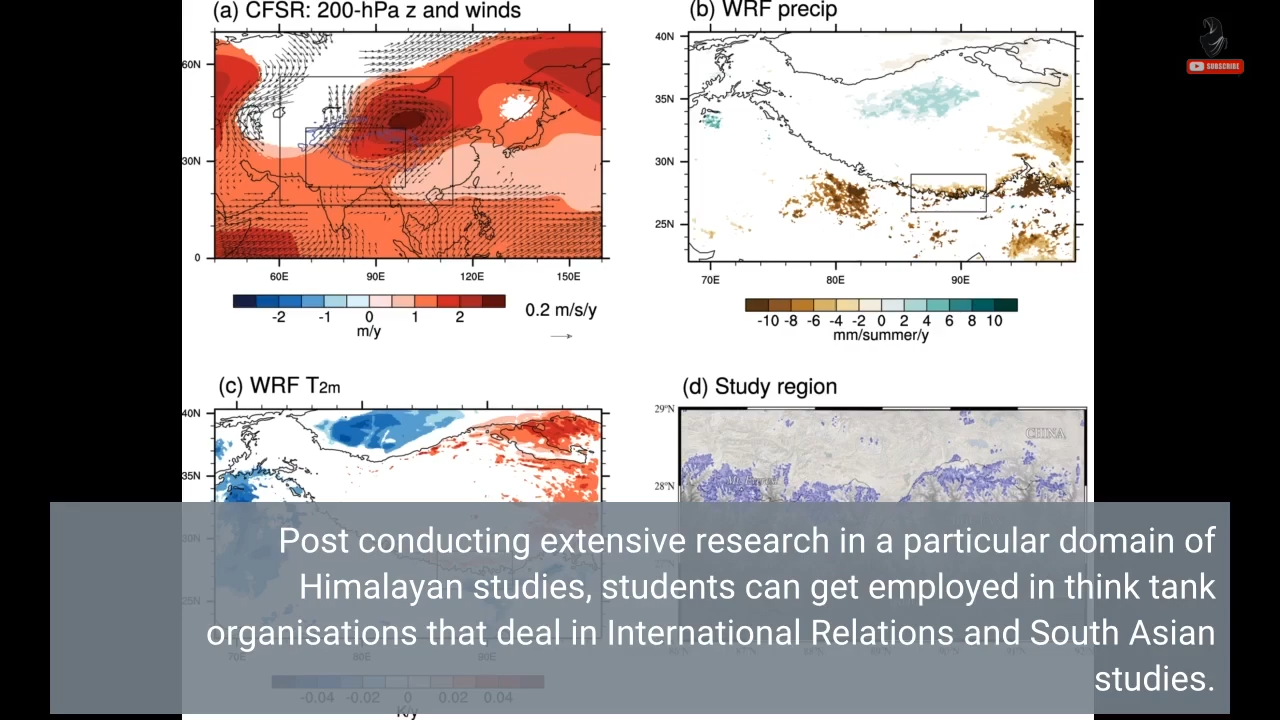 (a) CFSR: 200-hPa z and winds
60N
30N
0
60E 90E 120E 150E
-2 -1 0 1 2
m/y
0.2 m/s/y
(b) WRF precip
40N
35N
30N
25N
70E 80E 90E
-10 -8 -6 -4 -2 0 2 4 6 8 10
mm/summer/y
SUBSCRIBE
(c) WRF T2m
40N
35N
30N
25N
70E 80E 90E
-0.04 -0.02 0 0.02 0.04
K/y
(d) Study region
29°N
CHINA
28°N
Post conducting extensive research in a particular domain of
Himalayan studies, students can get employed in think tank
organisations that deal in International Relations and South Asian
studies.